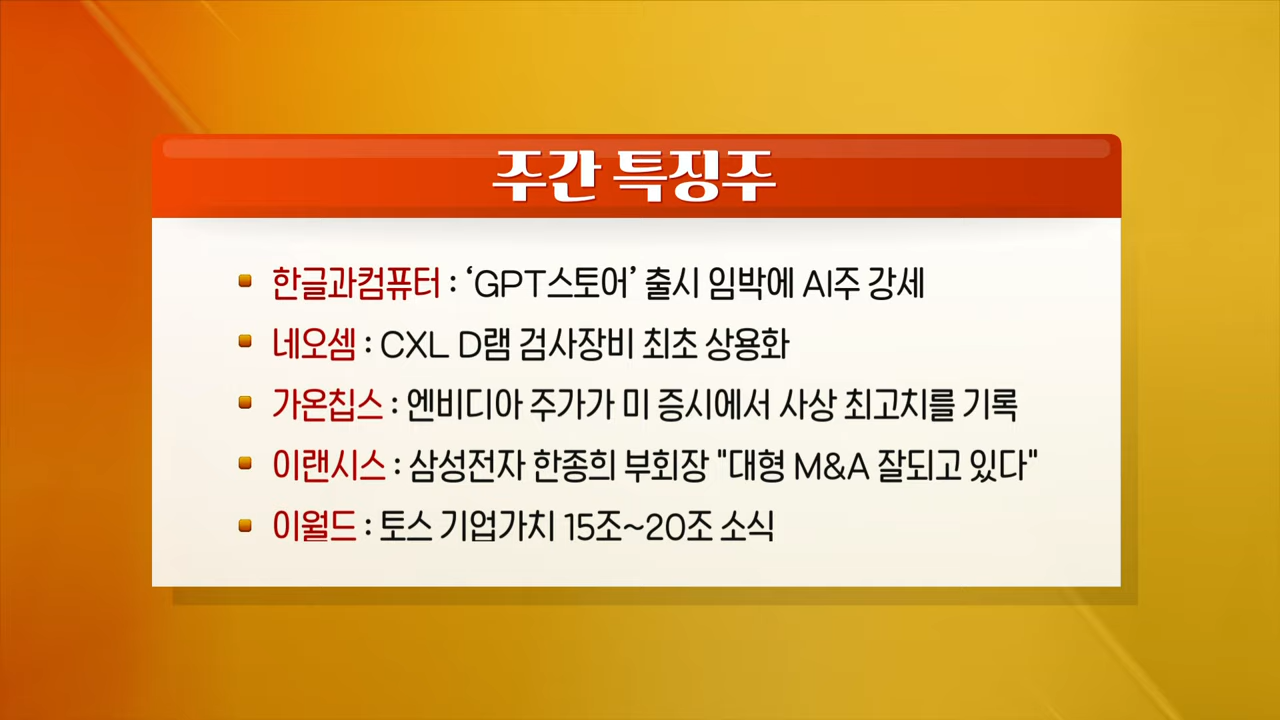 주간 특징주
한글과컴퓨터 : ‘GPT스토어’ 출시 임박에 AI주 강세
네오셈 : CXL D램 검사장비 최초 상용화
가온칩스 : 엔비디아 주가가 미 증시에서 사상 최고치를 기록
이랜시스 : 삼성전자 한종희 부회장 "대형 M&A 잘되고 있다"
이월드 : 토스 기업가치 15조~20조 소식